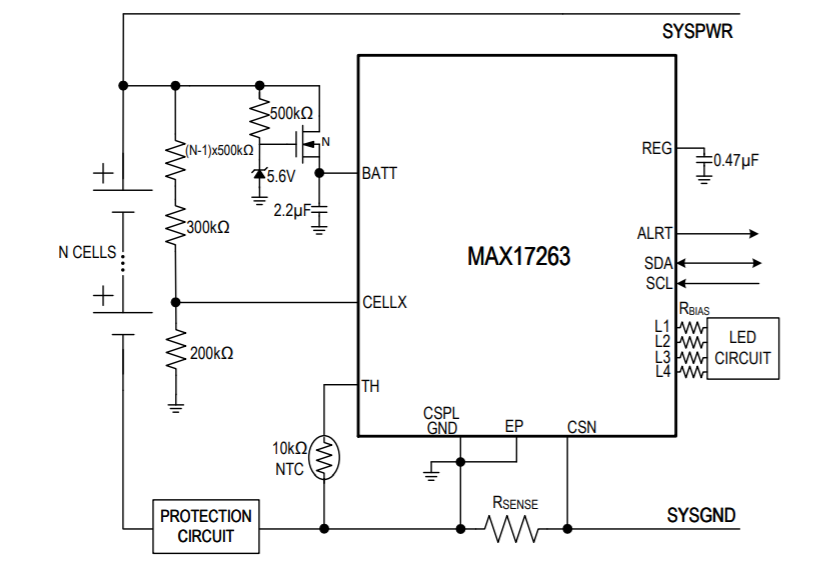 SYSPWR
500kΩ
(N-1)x500kΩ
N
5.6V
BATT
REG
0.47µF
2.2µF
300kΩ
ALRT
N CELLS
MAX17263
SDA
SCL
CELLX
RBIAS
L1
L2
L3
L4
LED
CIRCUIT
200kΩ
TH
CSPL
GND
EP
CSN
10kΩ
NTC
RSENSE
PROTECTION
CIRCUIT
SYSGND